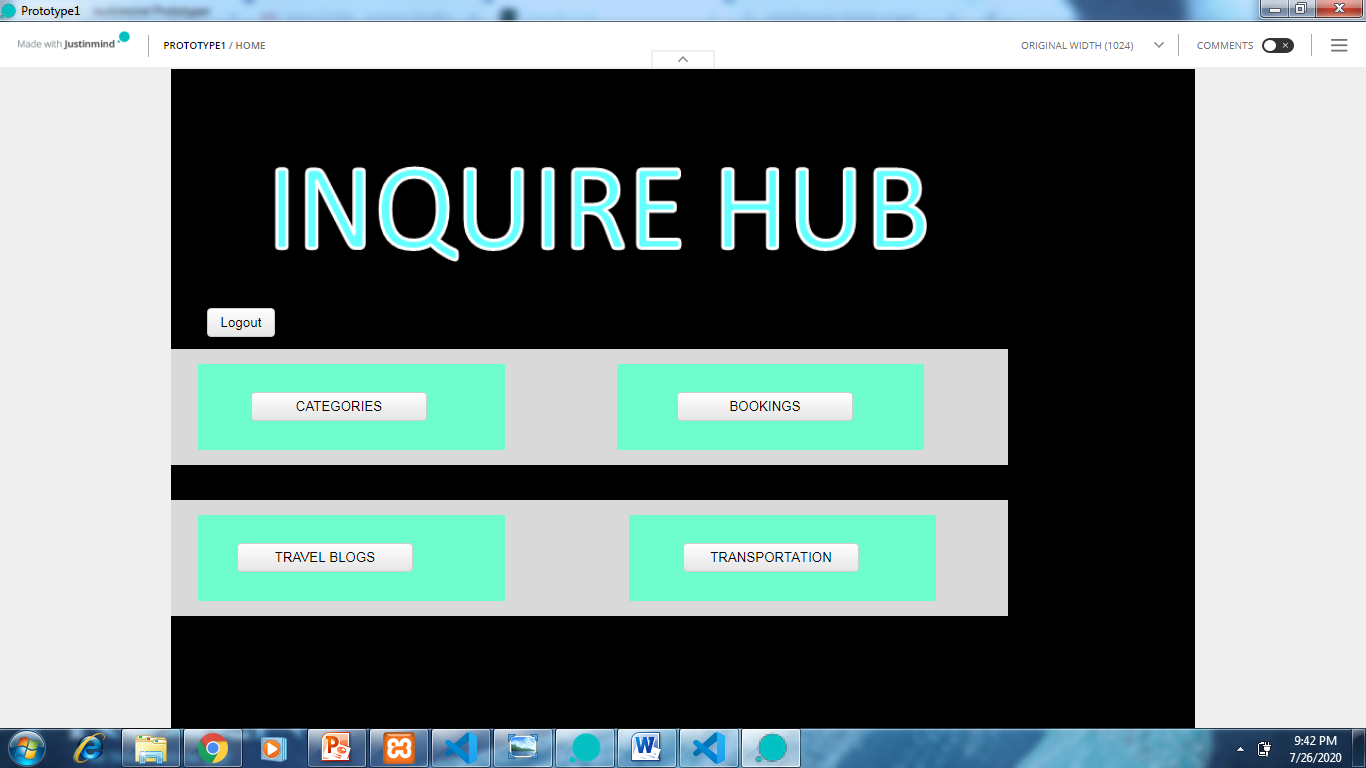 Prototype1
Made with Justinmind
PROTOTYPE1 / HOME
ORIGINAL WIDTH (1024)
COMMENTS
INQUIRE HUB
Logout
CATEGORIES
BOOKINGS
TRAVEL BLOGS
TRANSPORTATION
9:42 PM
7/26/2020